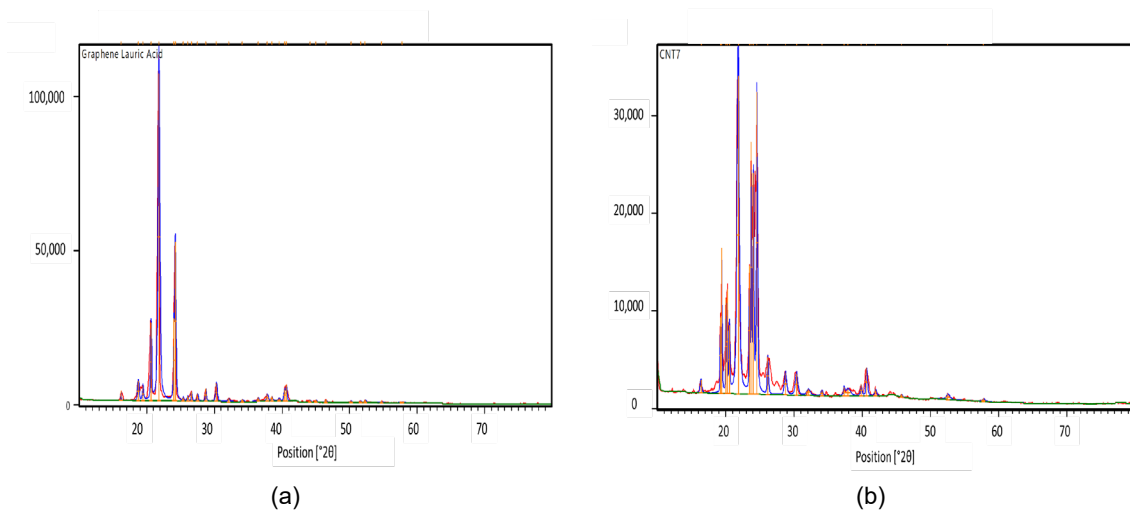 Graphene Lauric Acid
100,000
50,000
0
20 30 40 50 60 70
Position [°2θ]
(a)
CNT7
30,000
20,000
10,000
0
20 30 40 50 60 70
Position [°2θ]
(b)